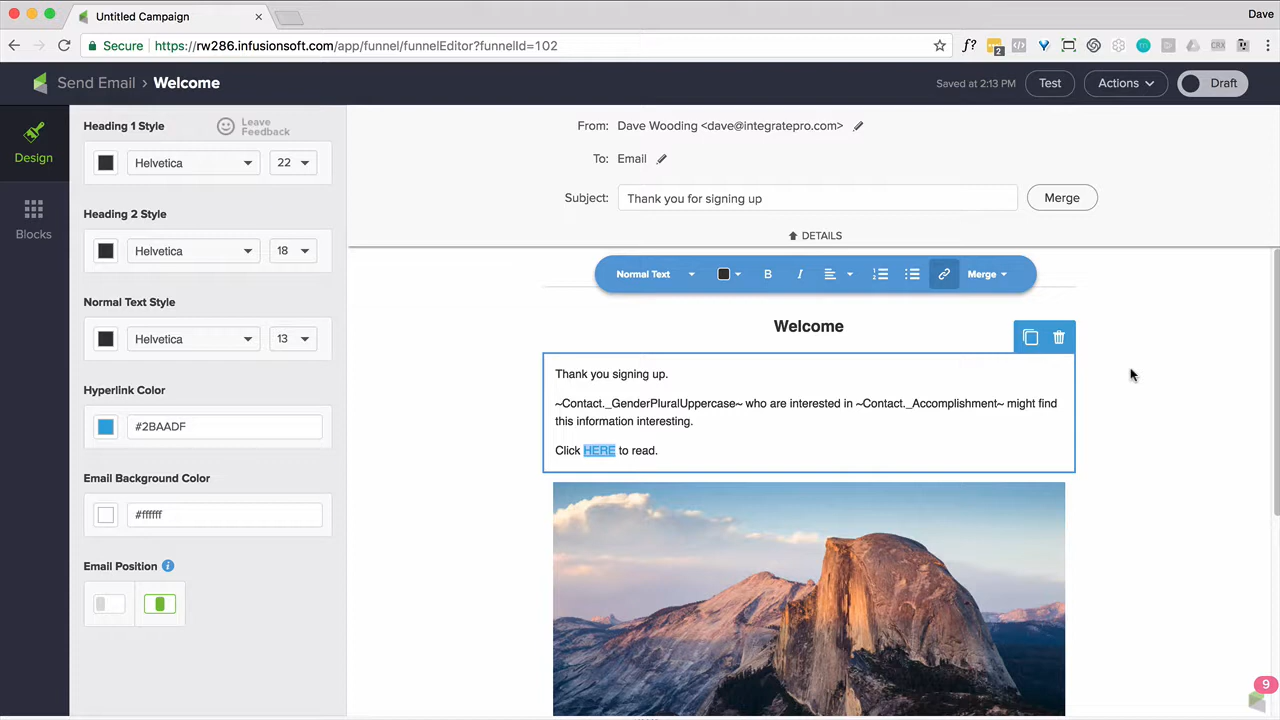 Untitled Campaign
Dave
Secure
https://rw286.infusionsoft.com/app/funnel/funnelEditor?funnelId=102
f?
2
CRX
Send Email › Welcome
Saved at 2:13 PM
Test
Actions
Draft
Design
Blocks
Heading 1 Style
Leave
Feedback
Helvetica
22
Heading 2 Style
Helvetica
18
Normal Text Style
Helvetica
13
Hyperlink Color
#2BAADF
Email Background Color
#ffffff
Email Position
From: Dave Wooding <dave@integratepro.com>
To: Email
Subject: Thank you for signing up
Merge
DETAILS
Normal Text
B
I
Merge
Welcome
Thank you signing up.
~Contact._GenderPluralUppercase~ who are interested in ~Contact._Accomplishment~ might find
this information interesting.
Click HERE to read.
9